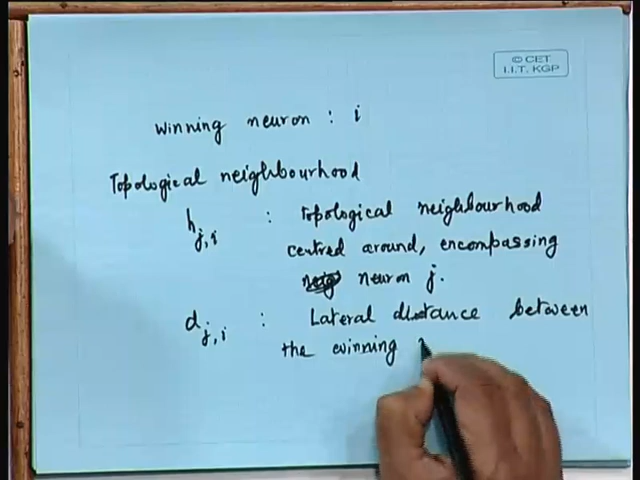 © CET
I.I.T. KGP
Winning neuron : i
Topological neighbourhood
h j,i : Topological neighbourhood
centred around, encompassing
neuron j.
d j,i : Lateral distance between
the winning